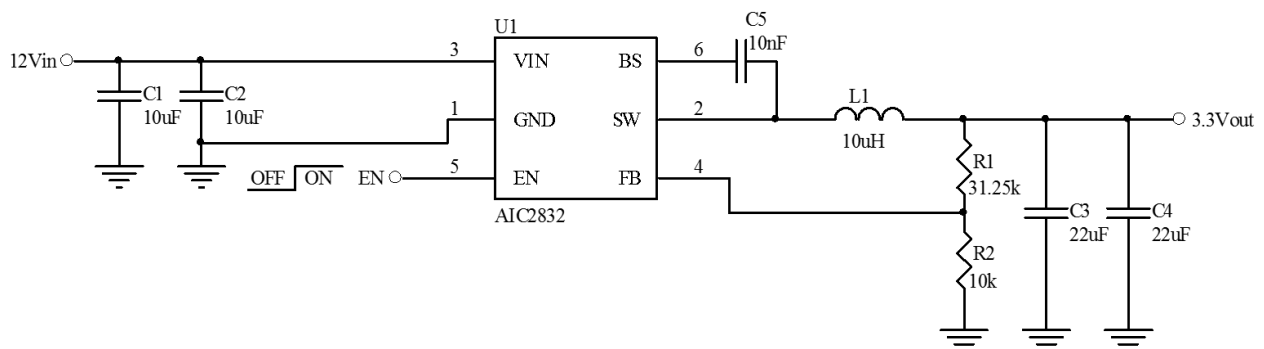 12Vin
C1
10uF
C2
10uF
U1
3
VIN
1
GND
OFF
ON
EN
5
EN
AIC2832
BS
6
C5
10nF
SW
2
FB
4
L1
10uH
R1
31.25k
R2
10k
C3
22uF
C4
22uF
3.3Vout